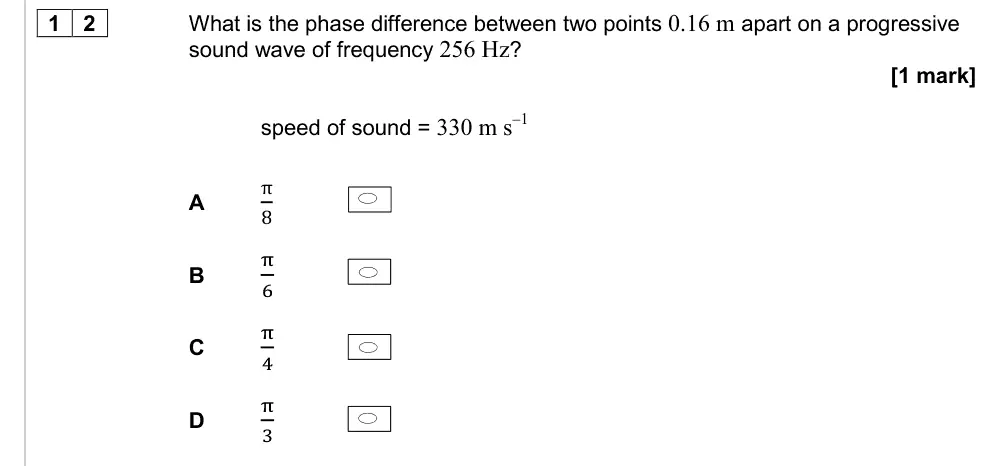 1 2 What is the phase difference between two points 0.16 m apart on a progressive
sound wave of frequency 256 Hz?
[1 mark]
speed of sound = 330 m s⁻¹
A π/8
B π/6
C π/4
D π/3